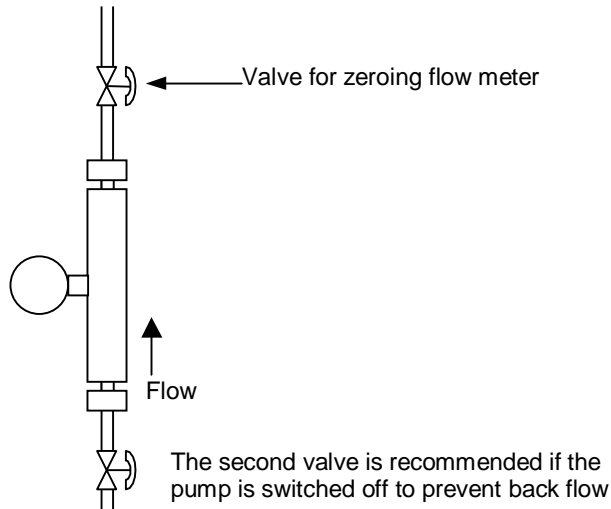 Valve for zeroing flow meter
Flow
The second valve is recommended if the
pump is switched off to prevent back flow